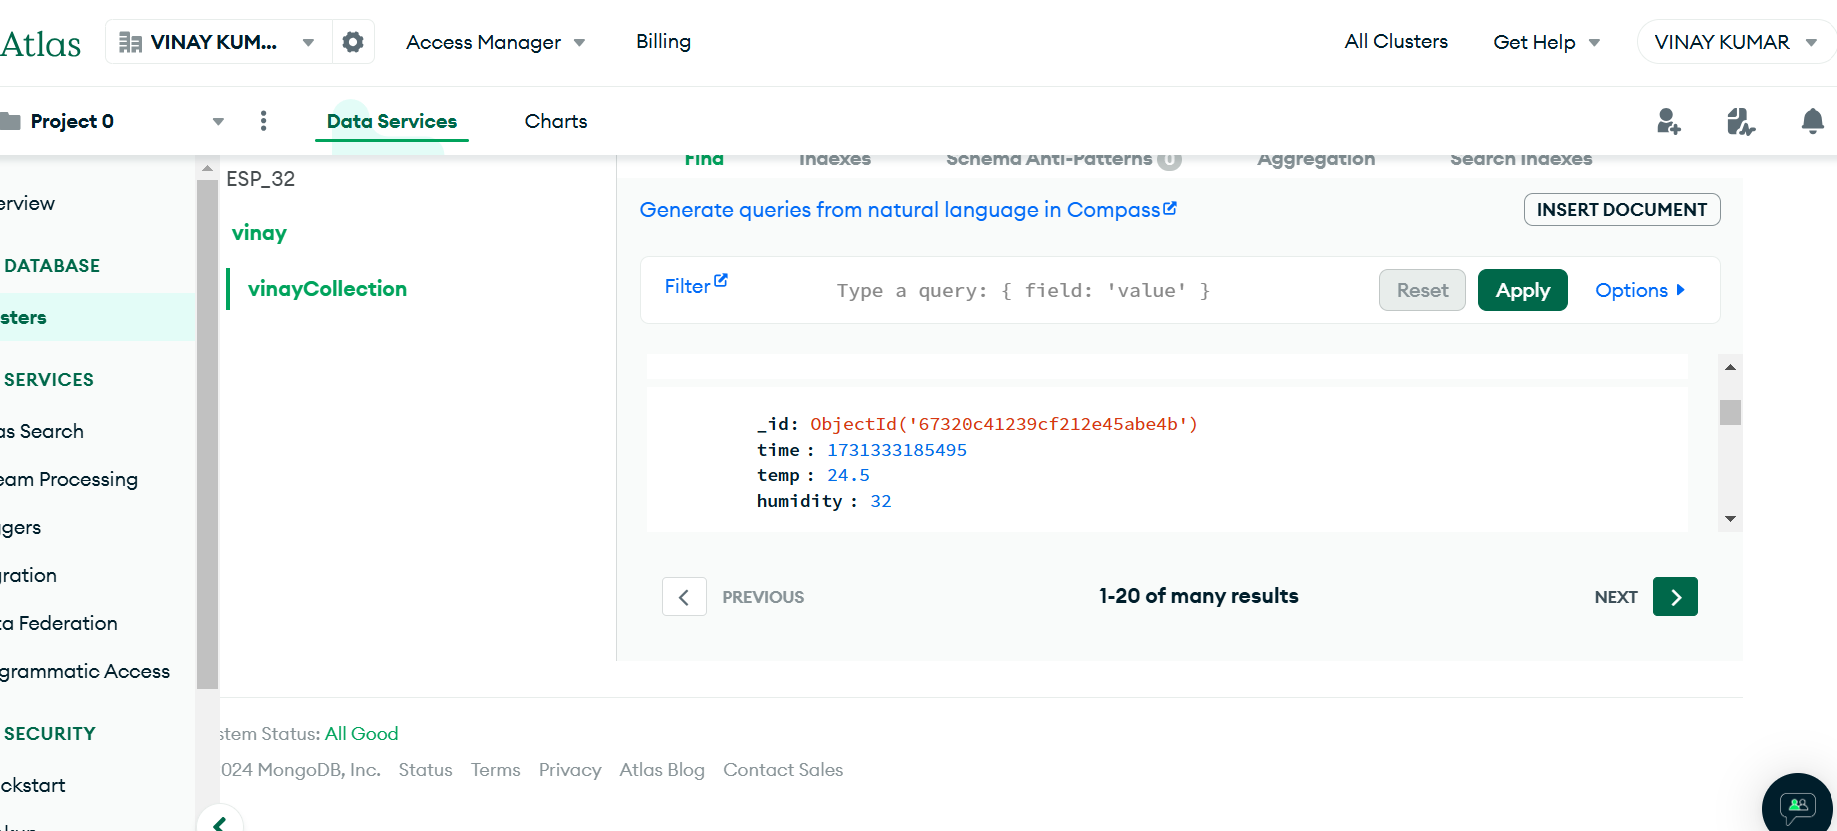 Atlas
VINAY KUM...
Access Manager
Billing
All Clusters
Get Help
VINAY KUMAR
Project 0
Data Services
Charts
Find
Indexes
Schema Anti-Patterns 0
Aggregation
Search Indexes
erview
DATABASE
sters
SERVICES
as Search
eam Processing
gers
gration
ta Federation
grammatic Access
SECURITY
ckstart
ESP_32
vinay
vinayCollection
Generate queries from natural language in Compass
INSERT DOCUMENT
Filter
Type a query: { field: 'value' }
Reset
Apply
Options
_id: ObjectId('67320c41239cf212e45abe4b')
time : 1731333185495
temp : 24.5
humidity : 32
PREVIOUS
1-20 of many results
NEXT
stem Status: All Good
024 MongoDB, Inc.
Status
Terms
Privacy
Atlas Blog
Contact Sales